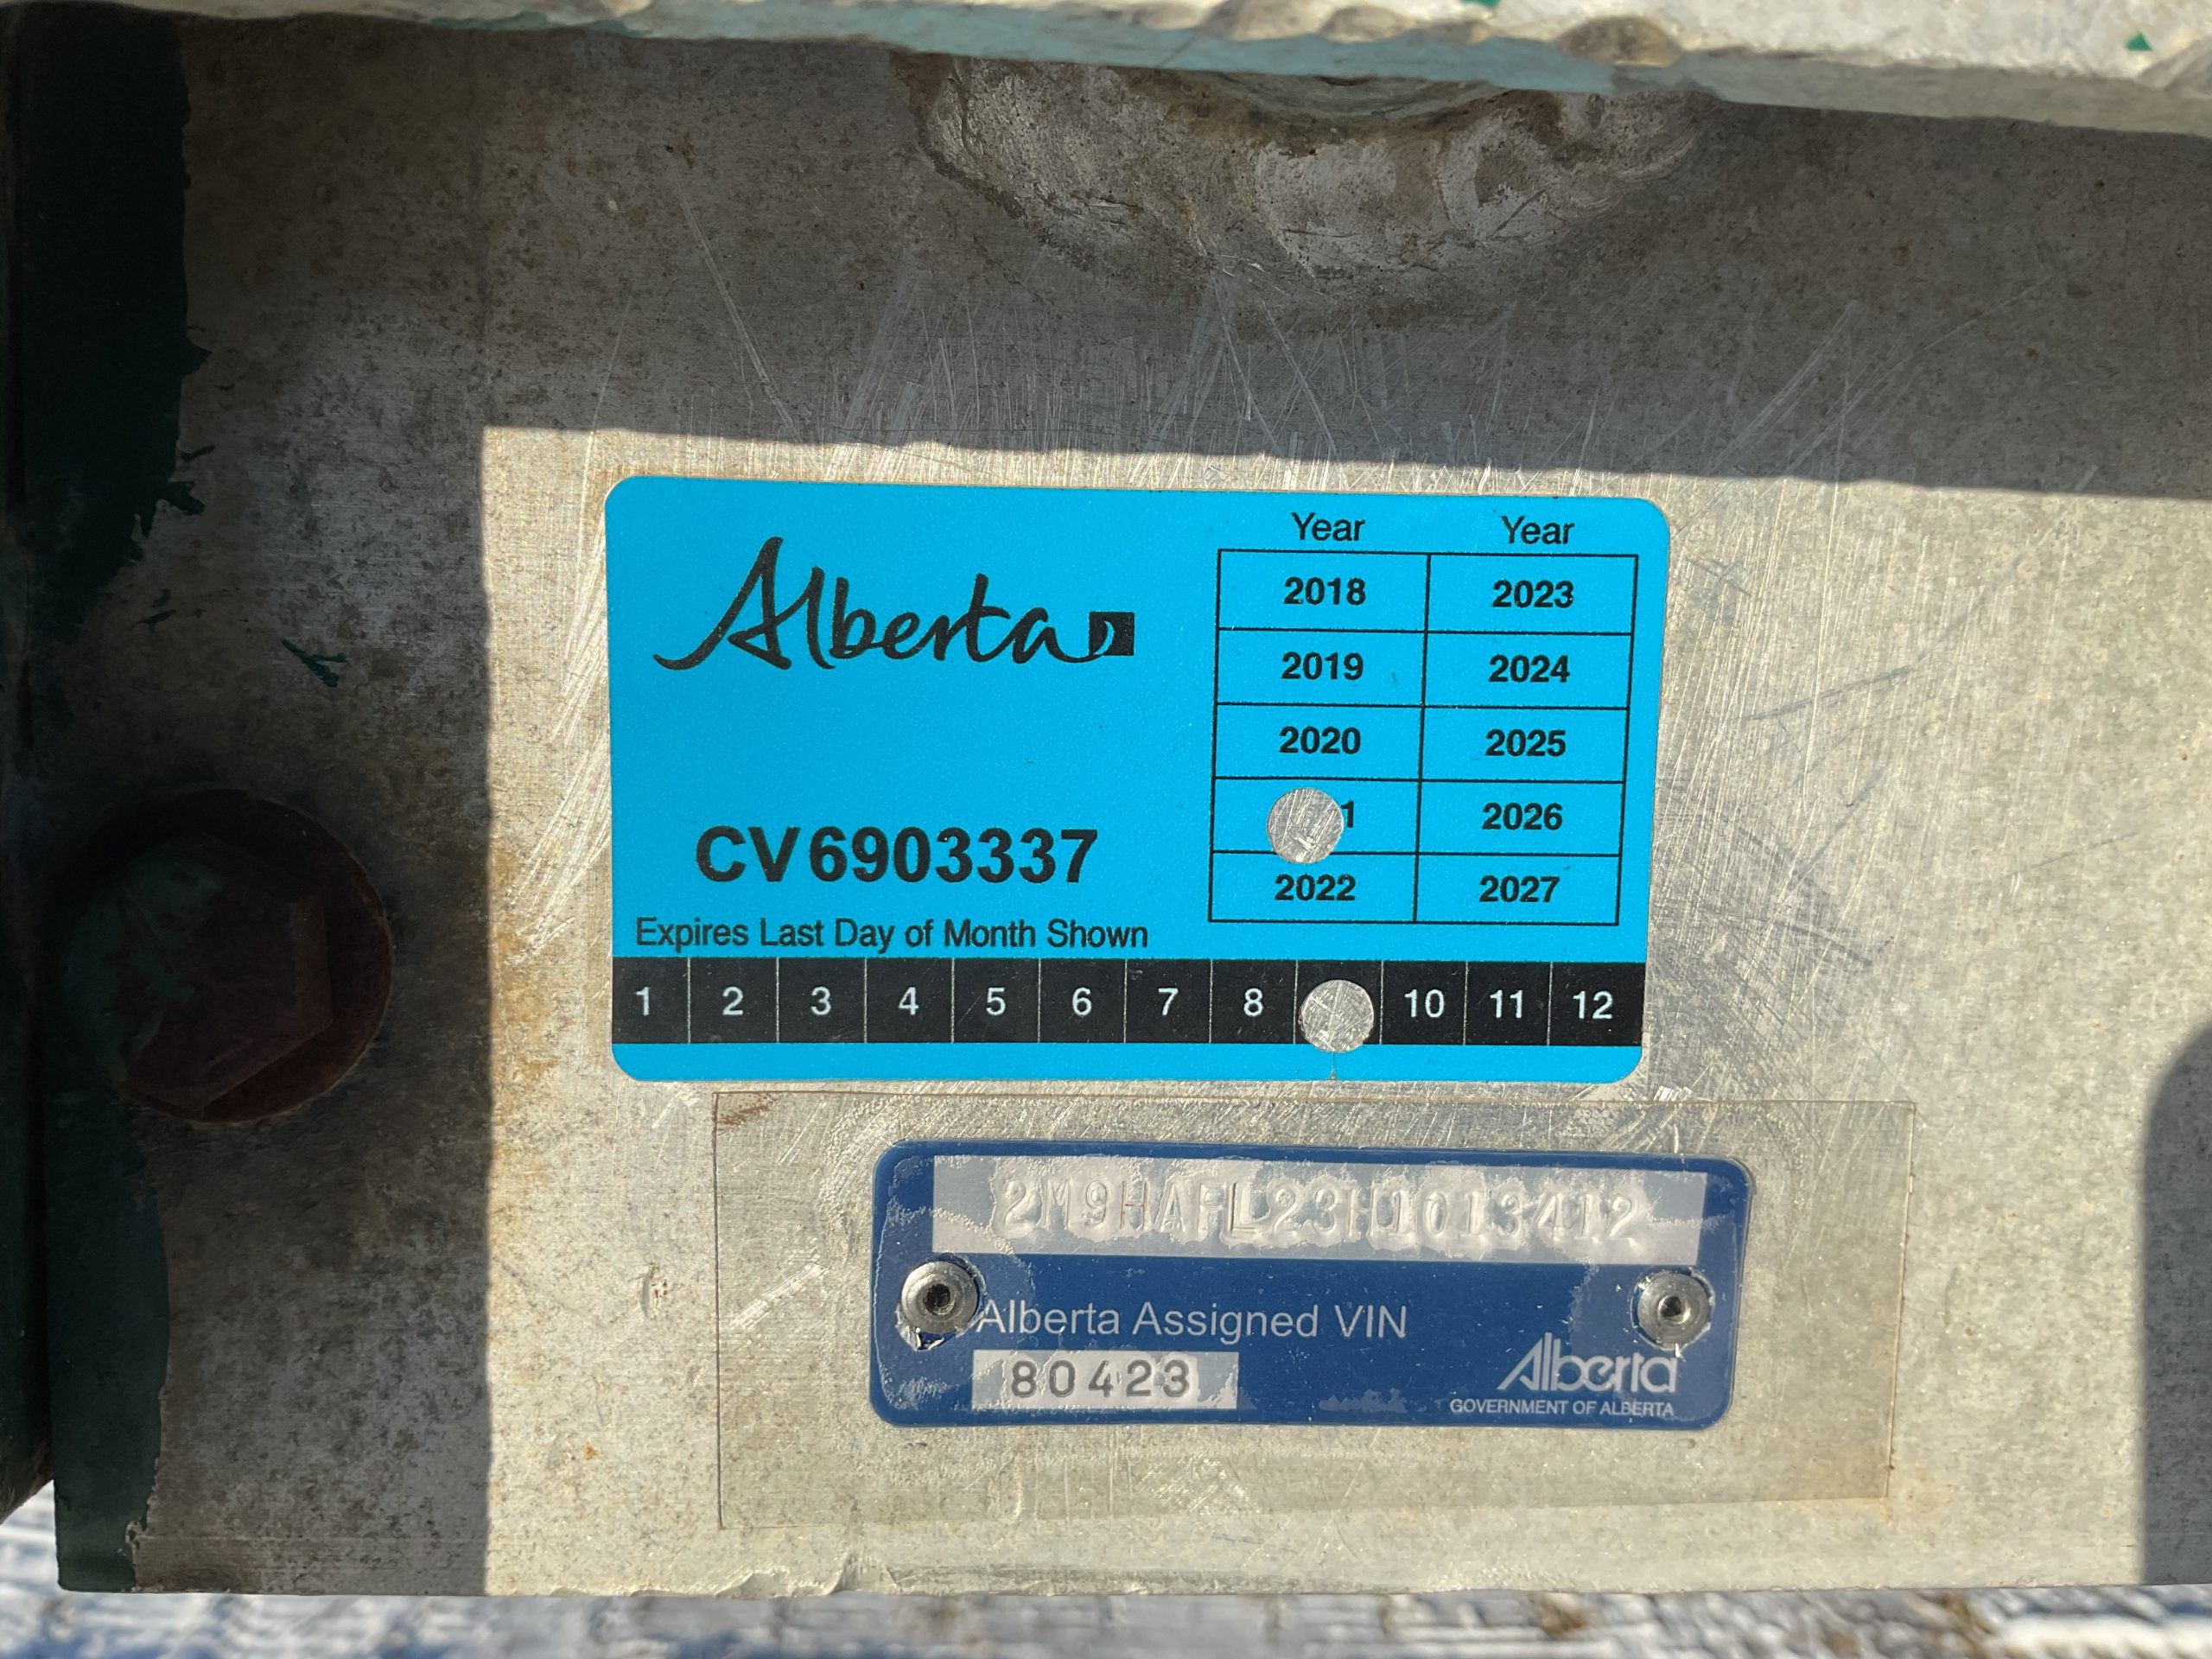 Alberta
Year Year
2018 2023
2019 2024
2020 2025
1 2026
2022 2027
CV6903337
Expires Last Day of Month Shown
1 2 3 4 5 6 7 8 10 11 12
2M9HAFL23H1013412
Alberta Assigned VIN
80423
Alberta
GOVERNMENT OF ALBERTA